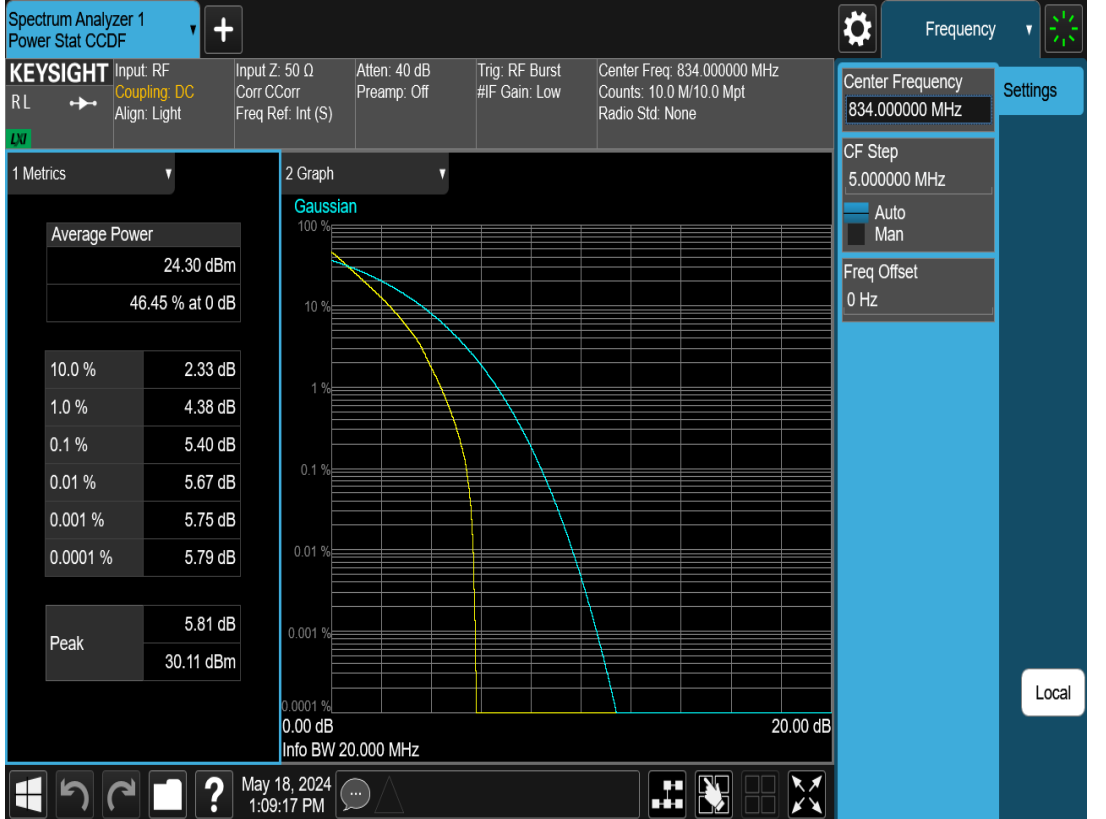 Spectrum Analyzer 1
Power Stat CCDF
+
Frequency
KEYSIGHT
RL
LXI
Input: RF
Coupling: DC
Align: Light
Input Z: 50 Ω
Corr CCorr
Freq Ref: Int (S)
Atten: 40 dB
Preamp: Off
Trig: RF Burst
#IF Gain: Low
Center Freq: 834.000000 MHz
Counts: 10.0 M/10.0 Mpt
Radio Std: None
Center Frequency
834.000000 MHz
Settings
CF Step
5.000000 MHz
Auto
Man
Freq Offset
0 Hz
1 Metrics
Average Power
24.30 dBm
46.45 % at 0 dB
10.0 % 2.33 dB
1.0 % 4.38 dB
0.1 % 5.40 dB
0.01 % 5.67 dB
0.001 % 5.75 dB
0.0001 % 5.79 dB
Peak
5.81 dB
30.11 dBm
2 Graph
Gaussian
100 %
10 %
1 %
0.1 %
0.01 %
0.001 %
0.0001 %
0.00 dB 20.00 dB
Info BW 20.000 MHz
Local
?
May 18, 2024
1:09:17 PM